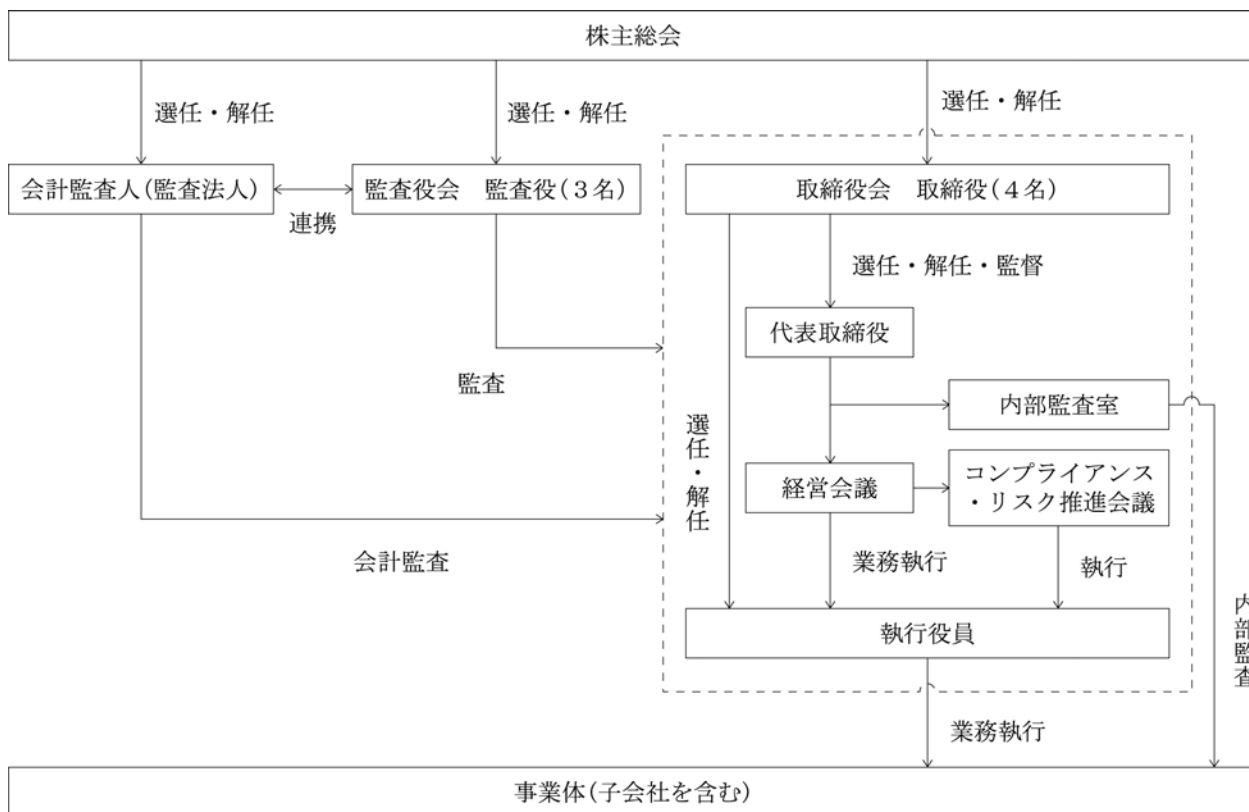 株主総会
選任・解任
選任・解任
選任・解任
会計監査人(監査法人)
連携
監査役会　監査役(３名)
取締役会　取締役(４名)
選任・解任・監督
代表取締役
監査
内部監査室
選任・解任
経営会議
コンプライアンス
・リスク推進会議
会計監査
業務執行
執行
執行役員
内部監査
業務執行
事業体(子会社を含む)